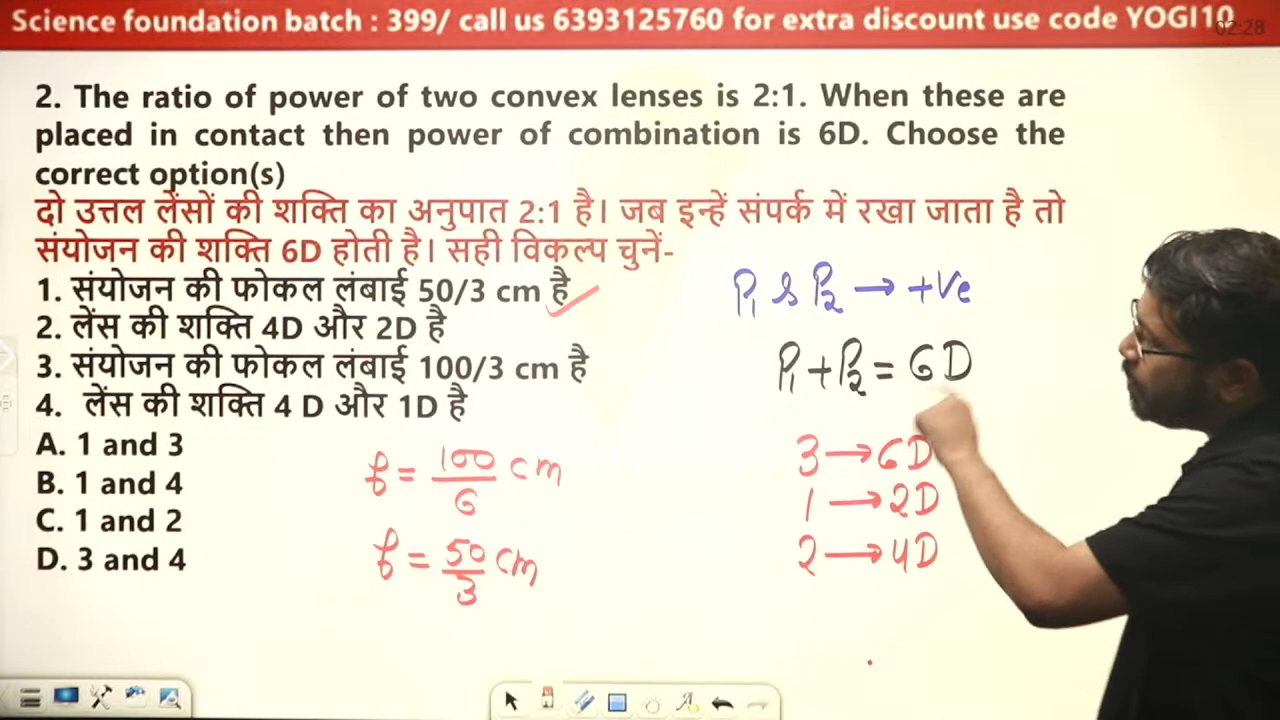 Science foundation batch : 399/ call us 6393125760 for extra discount use code YOGI10
02:28
2. The ratio of power of two convex lenses is 2:1. When these are
placed in contact then power of combination is 6D. Choose the
correct option(s)
दो उत्तल लेंसों की शक्ति का अनुपात 2:1 है। जब इन्हें संपर्क में रखा जाता है तो
संयोजन की शक्ति 6D होती है। सही विकल्प चुनें-
1. संयोजन की फोकल लंबाई 50/3 cm है
2. लेंस की शक्ति 4D और 2D है
3. संयोजन की फोकल लंबाई 100/3 cm है
4. लेंस की शक्ति 4 D और 1D है
A. 1 and 3
B. 1 and 4
C. 1 and 2
D. 3 and 4
f = 100/6 cm
f = 50/3 cm
P1 & P2 → +ve
P1 + P2 = 6D
3 → 6D
1 → 2D
2 → 4D